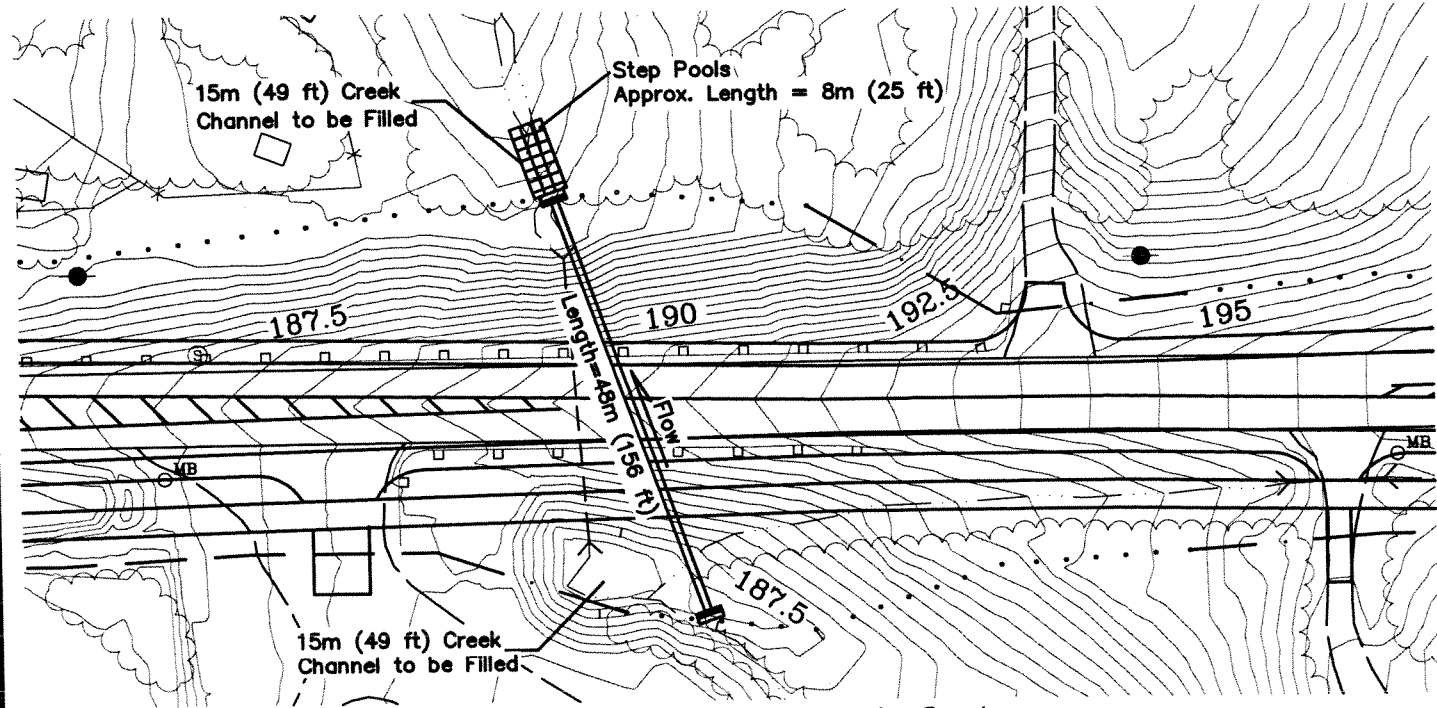 Step Pools
Approx. Length = 8m (25 ft)
15m (49 ft) Creek
Channel to be Filled
187.5
190
192.5
195
S
Length=48m (156 ft)
Flow
MB
MB
187.5
15m (49 ft) Creek
Channel to be Filled